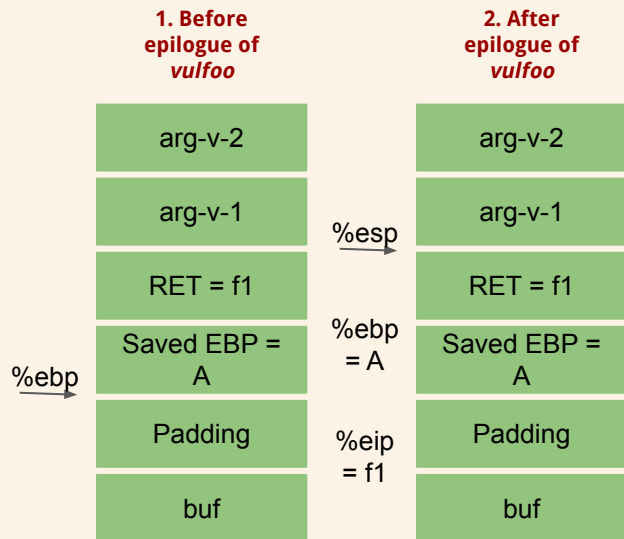 1. Before
epilogue of
vulfoo
arg-v-2
arg-v-1
RET = f1
Saved EBP =
A
Padding
buf
%ebp
%esp
%ebp
= A
%eip
= f1
2. After
epilogue of
vulfoo
arg-v-2
arg-v-1
RET = f1
Saved EBP =
A
Padding
buf